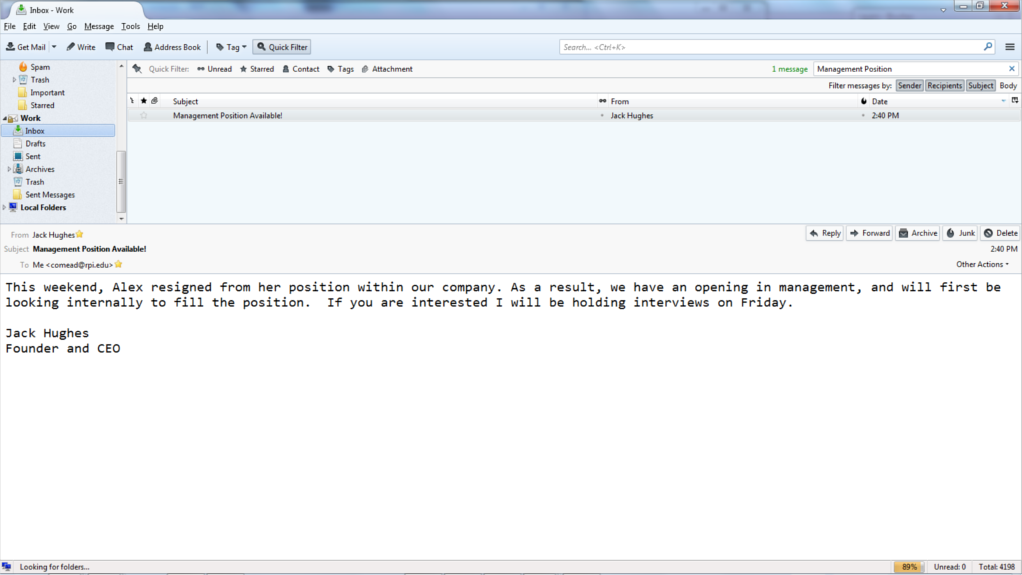 Inbox - Work
File Edit View Go Message Tools Help
Get Mail Write Chat Address Book Tag Quick Filter Search... <Ctrl+K>
Spam
Trash
Important
Starred
Work
Inbox
Drafts
Sent
Archives
Trash
Sent Messages
Local Folders
Quick Filter: Unread Starred Contact Tags Attachment 1 message Management Position
Filter messages by: Sender Recipients Subject Body
Subject From Date
Management Position Available! Jack Hughes 2:40 PM
From Jack Hughes Reply Forward Archive Junk Delete
Subject Management Position Available! 2:40 PM
To Me <comead@rpi.edu> Other Actions
This weekend, Alex resigned from her position within our company. As a result, we have an opening in management, and will first be
looking internally to fill the position.  If you are interested I will be holding interviews on Friday.
Jack Hughes
Founder and CEO
Looking for folders... 89% Unread: 0 Total: 4198